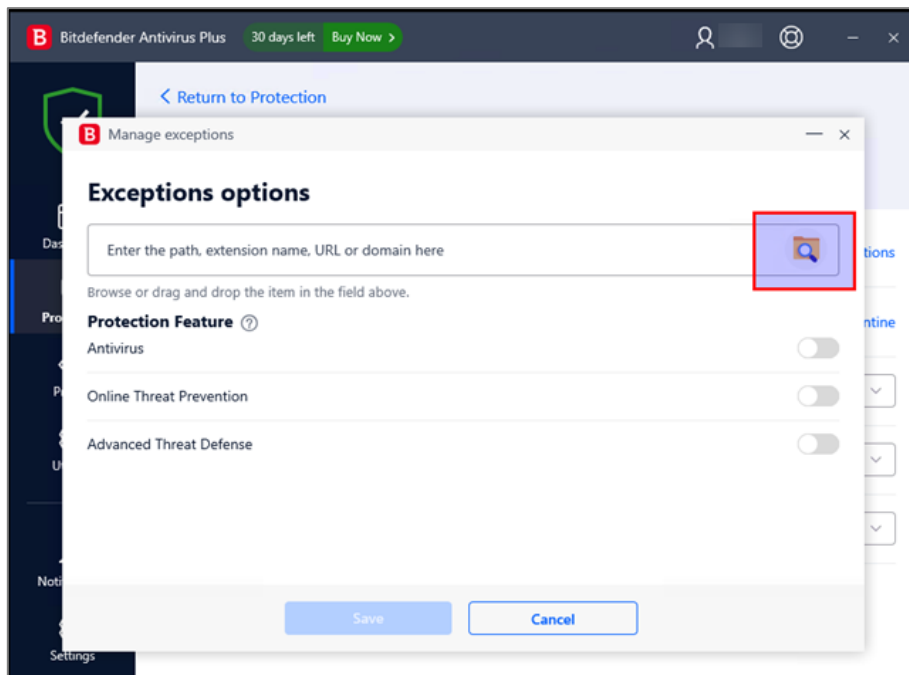 B Bitdefender Antivirus Plus 30 days left Buy Now >
< Return to Protection
B Manage exceptions
Exceptions options
Enter the path, extension name, URL or domain here
Browse or drag and drop the item in the field above.
Protection Feature ?
Antivirus
Online Threat Prevention
Advanced Threat Defense
Save Cancel
Settings